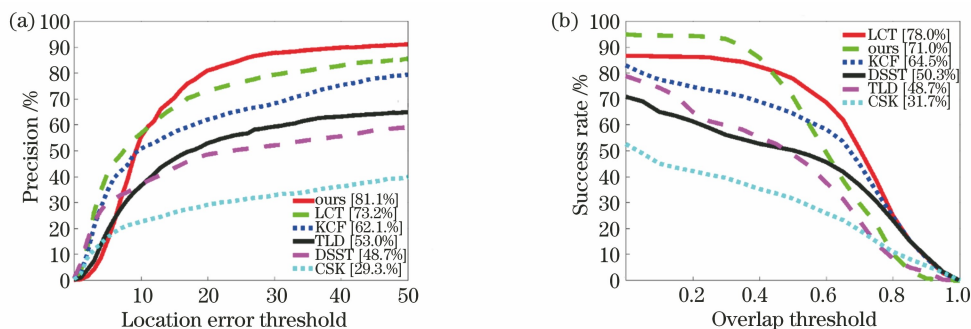 (a)
100
90
80
70
60
50
40
30
20
10
0
Precision /%
10 20 30 40 50
Location error threshold
ours [81.1%]
LCT [73.2%]
KCF [62.1.%]
TLD [53.0%]
DSST [48.7%]
CSK [29.3.%]
(b)
100
90
80
70
60
50
40
30
20
10
0
Success rate /%
0.2 0.4 0.6 0.8 1.0
Overlap threshold
LCT [78.0%]
ours [71.0%]
KCF [64.5%]
DSST [50.3%]
TLD [48.7%]
CSK [31.7%]